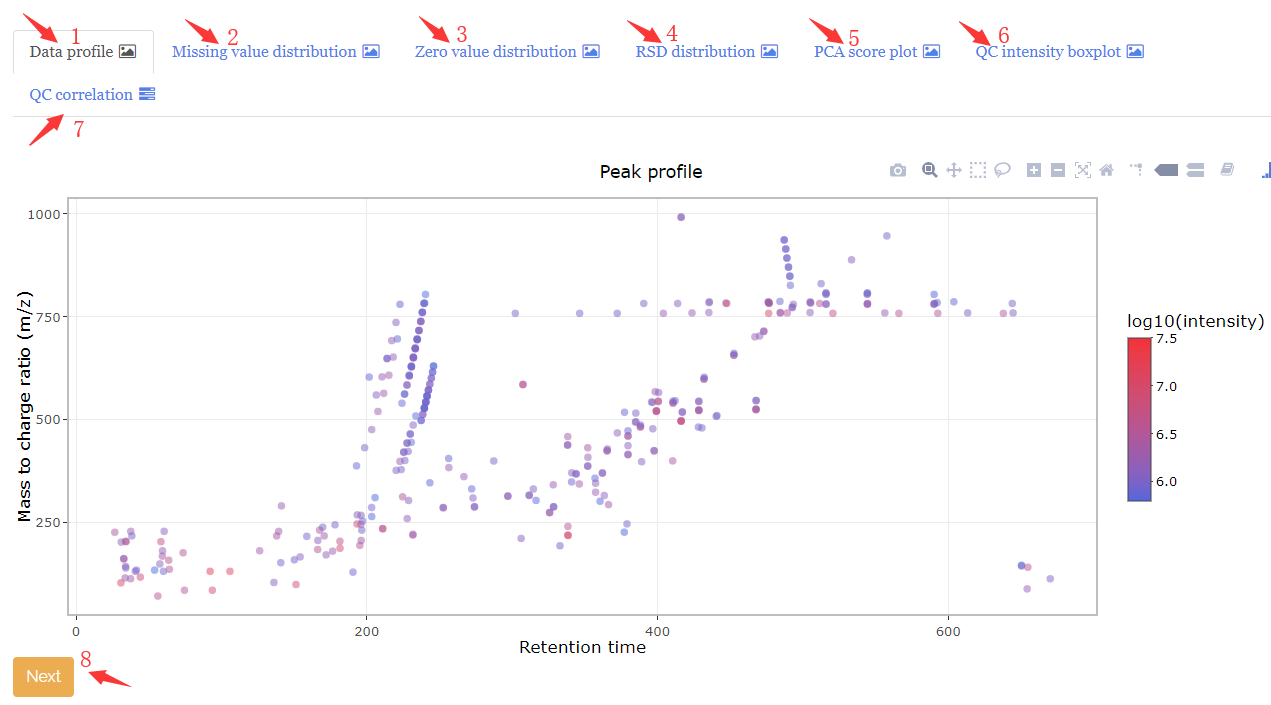 1 2 3 4 5 6
Data profile Missing value distribution Zero value distribution RSD distribution PCA score plot QC intensity boxplot
QC correlation
7
Peak profile
1000
750
500
250
Mass to charge ratio (m/z)
0 200 400 600
Retention time
log10(intensity)
7.5
7.0
6.5
6.0
8
Next